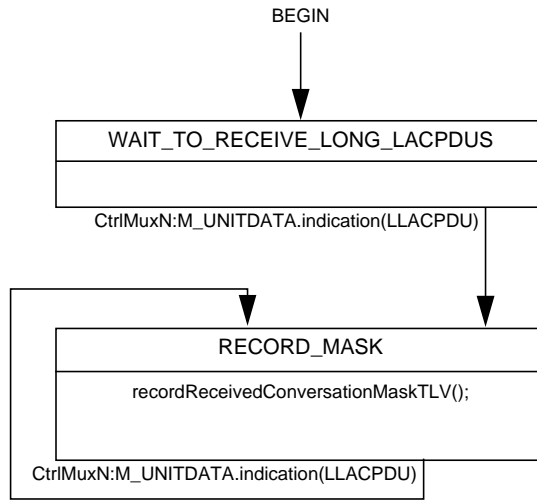 BEGIN
WAIT_TO_RECEIVE_LONG_LACPDUS
CtrlMuxN:M_UNITDATA.indication(LLACPDU)
RECORD_MASK
recordReceivedConversationMaskTLV();
CtrlMuxN:M_UNITDATA.indication(LLACPDU)